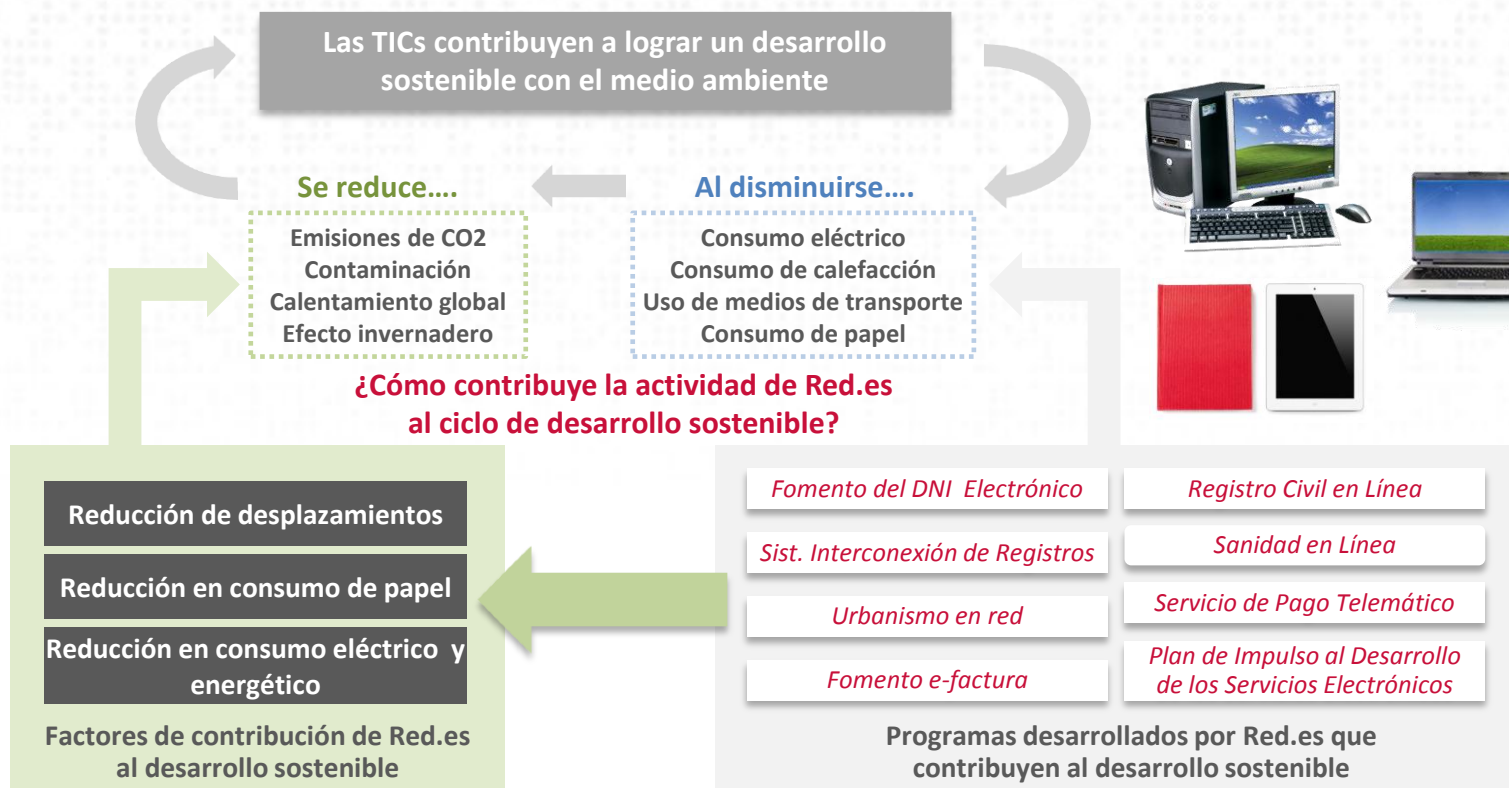 Las TICs contribuyen a lograr un desarrollo
sostenible con el medio ambiente
Se reduce....
Emisiones de CO2
Contaminación
Calentamiento global
Efecto invernadero
Al disminuirse....
Consumo eléctrico
Consumo de calefacción
Uso de medios de transporte
Consumo de papel
¿Cómo contribuye la actividad de Red.es
al ciclo de desarrollo sostenible?
Reducción de desplazamientos
Reducción en consumo de papel
Reducción en consumo eléctrico y
energético
Factores de contribución de Red.es
al desarrollo sostenible
Fomento del DNI Electrónico
Sist. Interconexión de Registros
Urbanismo en red
Fomento e-factura
Registro Civil en Línea
Sanidad en Línea
Servicio de Pago Telemático
Plan de Impulso al Desarrollo
de los Servicios Electrónicos
Programas desarrollados por Red.es que
contribuyen al desarrollo sostenible